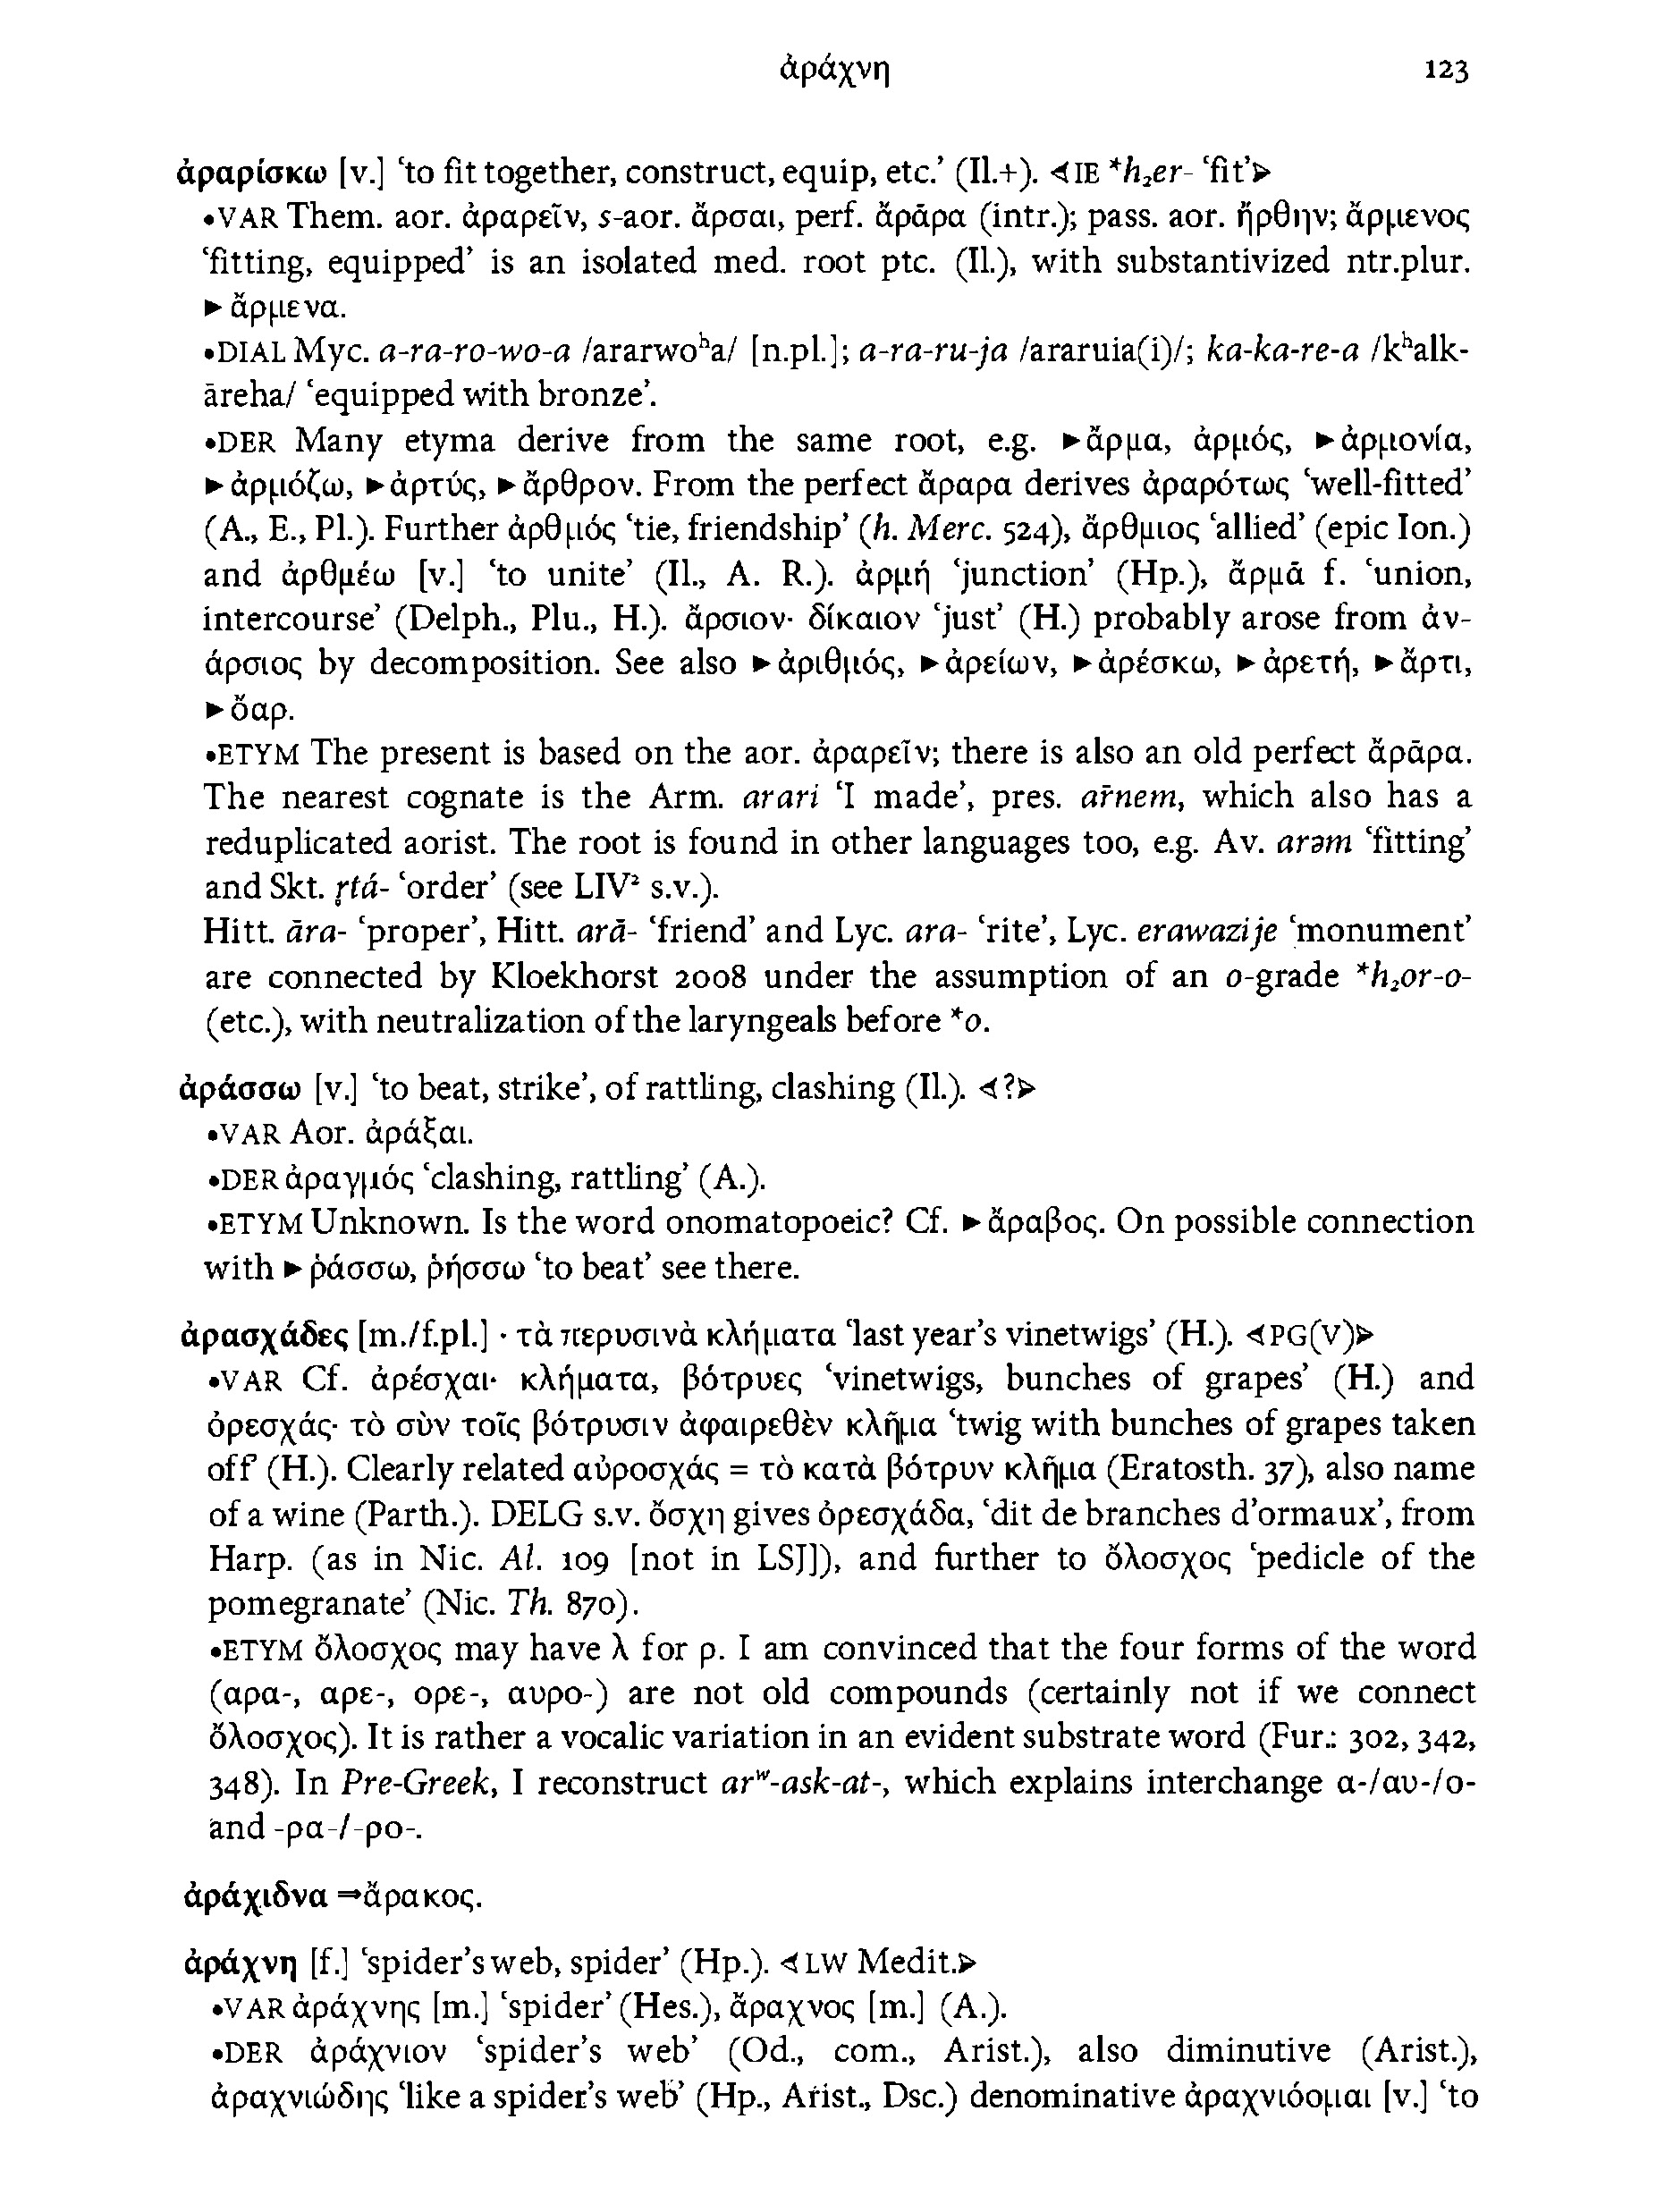 ἀράχνη 123
ἀραρίσκω [v.] ‘to fit together, construct, equip, etc.’ (Il.+). ⊲IE *h₂er- ‘fit’⊳
•VAR Them. aor. ἀραρεῖν, s-aor. ἄρσαι, perf. ἄρᾱρα (intr.); pass. aor. ἤρθην; ἄρμενος
‘fitting, equipped’ is an isolated med. root ptc. (Il.), with substantivized ntr.plur.
►ἄρμενα.
•DIAL Myc. a-ra-ro-wo-a /ararwoʰa/ [n.pl.]; a-ra-ru-ja /araruia(i)/; ka-ka-re-a /kʰalk-
āreha/ ‘equipped with bronze’.
•DER Many etyma derive from the same root, e.g. ►ἅρμα, ἁρμός, ►ἁρμονία,
►ἁρμόζω, ►ἀρτύς, ►ἄρθρον. From the perfect ἄραρα derives ἀραρότως ‘well-fitted’
(A., E., Pl.). Further ἀρθμός ‘tie, friendship’ (h. Merc. 524), ἄρθμιος ‘allied’ (epic Ion.)
and ἀρθμέω [v.] ‘to unite’ (Il., A. R.). ἁρμή ‘junction’ (Hp.), ἅρμᾱ f. ‘union,
intercourse’ (Delph., Plu., H.). ἄρσιον· δίκαιον ‘just’ (H.) probably arose from ἀν-
άρσιος by decomposition. See also ►ἀριθμός, ►ἀρείων, ►ἀρέσκω, ►ἀρετή, ►ἄρτι,
►ὄαρ.
•ETYM The present is based on the aor. ἀραρεῖν; there is also an old perfect ἄρᾱρα.
The nearest cognate is the Arm. arari ‘I made’, pres. aṙnem, which also has a
reduplicated aorist. The root is found in other languages too, e.g. Av. arəm ‘fitting’
and Skt. r̥tá- ‘order’ (see LIV² s.v.).
Hitt. āra- ‘proper’, Hitt. arā- ‘friend’ and Lyc. ara- ‘rite’, Lyc. erawazije ‘monument’
are connected by Kloekhorst 2008 under the assumption of an o-grade *h₂or-o-
(etc.), with neutralization of the laryngeals before *o.
ἀράσσω [v.] ‘to beat, strike’, of rattling, clashing (Il.). ⊲?⊳
•VAR Aor. ἀράξαι.
•DER ἀραγμός ‘clashing, rattling’ (A.).
•ETYM Unknown. Is the word onomatopoeic? Cf. ►ἄραβος. On possible connection
with ►ῥάσσω, ῥήσσω ‘to beat’ see there.
ἀρασχάδες [m./f.pl.] · τὰ περυσινὰ κλήματα ‘last year’s vinetwigs’ (H.). ⊲PG(V)⊳
•VAR Cf. ἀρέσχαι· κλήματα, βότρυες ‘vinetwigs, bunches of grapes’ (H.) and
ὀρεσχάς· τὸ σὺν τοῖς βότρυσιν ἀφαιρεθὲν κλῆμα ‘twig with bunches of grapes taken
off’ (H.). Clearly related αὐροσχάς = τὸ κατὰ βότρυν κλῆμα (Eratosth. 37), also name
of a wine (Parth.). DELG s.v. ὄσχη gives ὀρεσχάδα, ‘dit de branches d’ormaux’, from
Harp. (as in Nic. Al. 109 [not in LSJ]), and further to ὄλοσχος ‘pedicle of the
pomegranate’ (Nic. Th. 870).
•ETYM ὄλοσχος may have λ for ρ. I am convinced that the four forms of the word
(αρα-, αρε-, ορε-, αυρο-) are not old compounds (certainly not if we connect
ὄλοσχος). It is rather a vocalic variation in an evident substrate word (Fur.: 302, 342,
348). In Pre-Greek, I reconstruct arʷ-ask-at-, which explains interchange α-/αυ-/ο-
and -ρα-/-ρο-.
ἀράχιδνα ⇒ἄρακος.
ἀράχνη [f.] ‘spider’s web, spider’ (Hp.). ⊲LW Medit.⊳
•VAR ἀράχνης [m.] ‘spider’ (Hes.), ἄραχνος [m.] (A.).
•DER ἀράχνιον ‘spider’s web’ (Od., com., Arist.), also diminutive (Arist.),
ἀραχνιώδης ‘like a spider’s web’ (Hp., Arist., Dsc.) denominative ἀραχνιόομαι [v.] ‘to